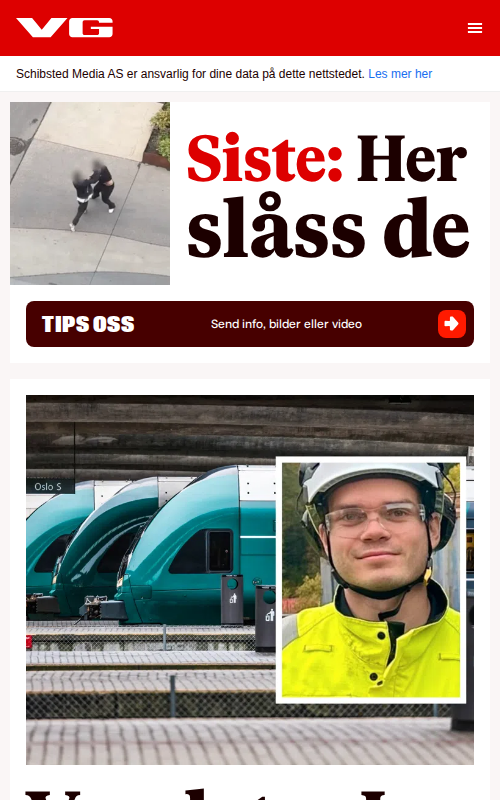 VG
Schibsted Media AS er ansvarlig for dine data på dette nettstedet. Les mer her
Siste: Her
slåss de
TIPS OSS
Send info, bilder eller video
Oslo S